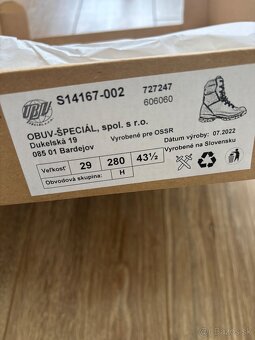 OBUV
S14167-002
727247
606060
OBUV-ŠPECIÁL, spol. s r.o.
Dukelská 19
085 01 Bardejov
Vyrobené pre OSSR
Dátum výroby: 07.2022
Vyrobené na Slovensku
Veľkosť 29 280 43½
Obvodová skupina: H